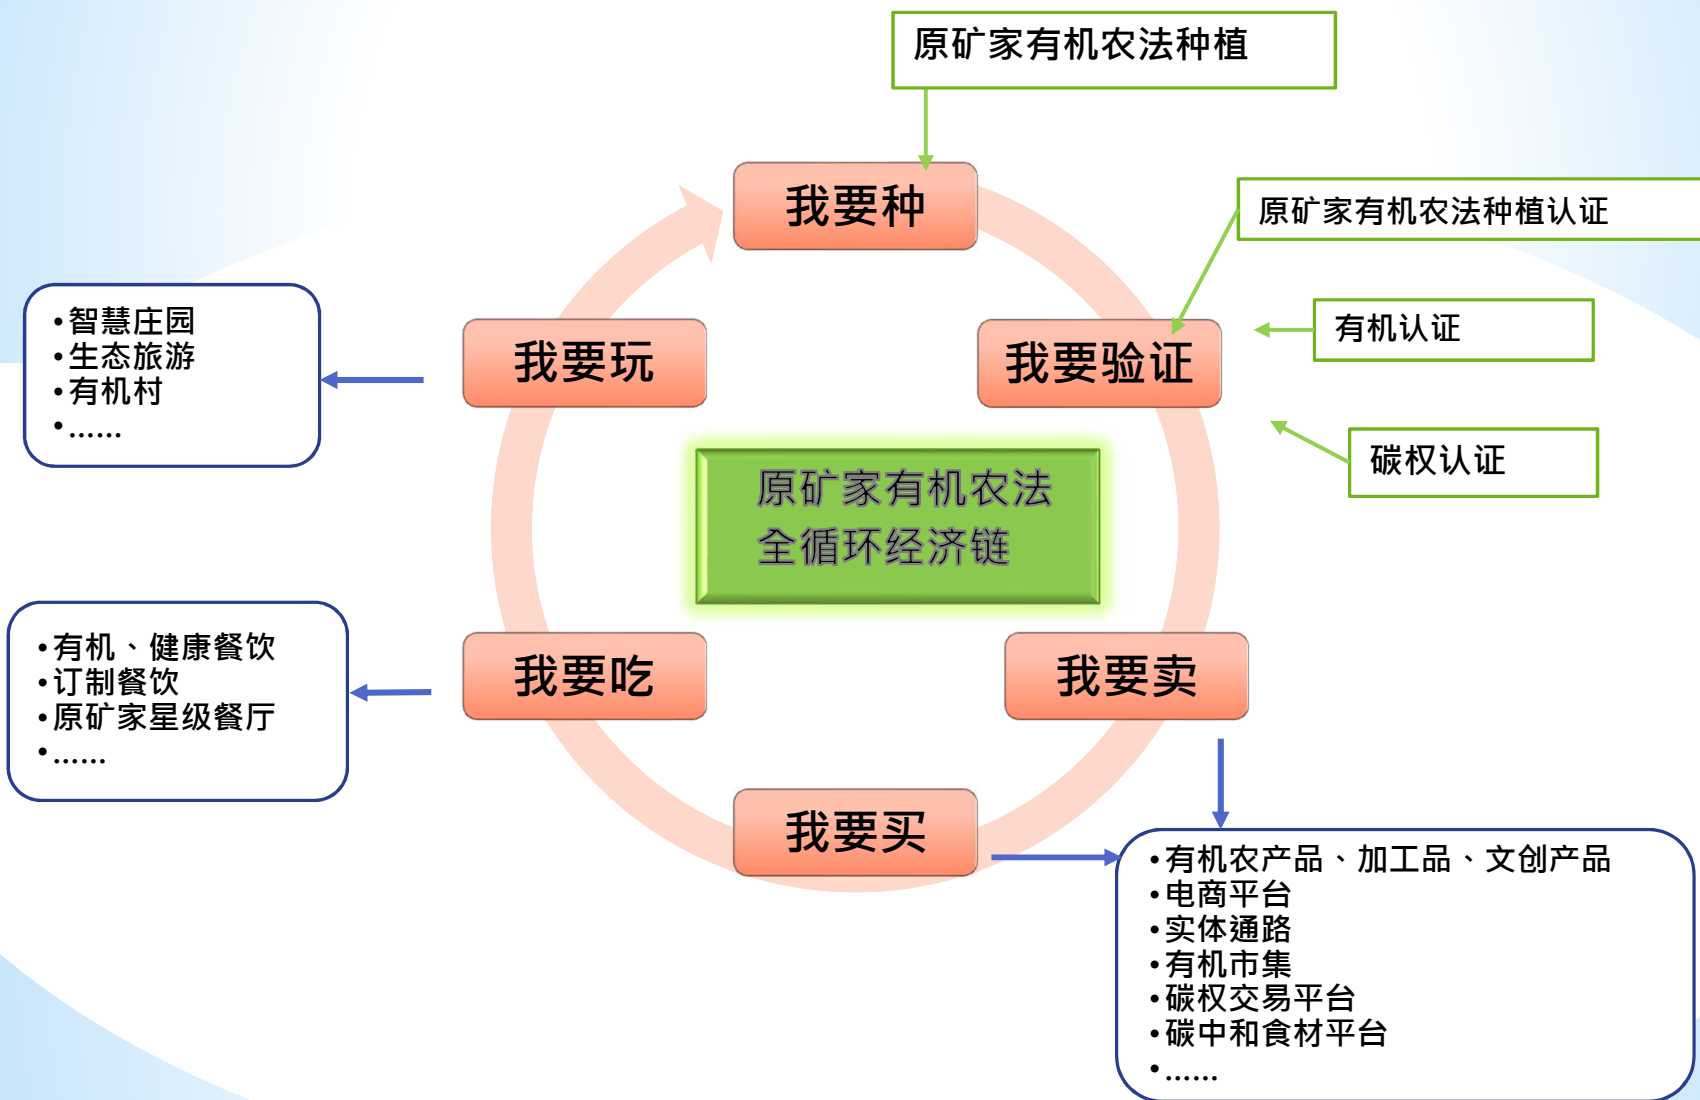 原矿家有机农法种植
我要种
原矿家有机农法种植认证
我要验证
有机认证
碳权认证
•智慧庄园
•生态旅游
•有机村
•......
我要玩
原矿家有机农法
全循环经济链
•有机、健康餐饮
•订制餐饮
•原矿家星级餐厅
•......
我要吃
我要卖
我要买
•有机农产品、加工品、文创产品
•电商平台
•实体通路
•有机市集
•碳权交易平台
•碳中和食材平台
•......